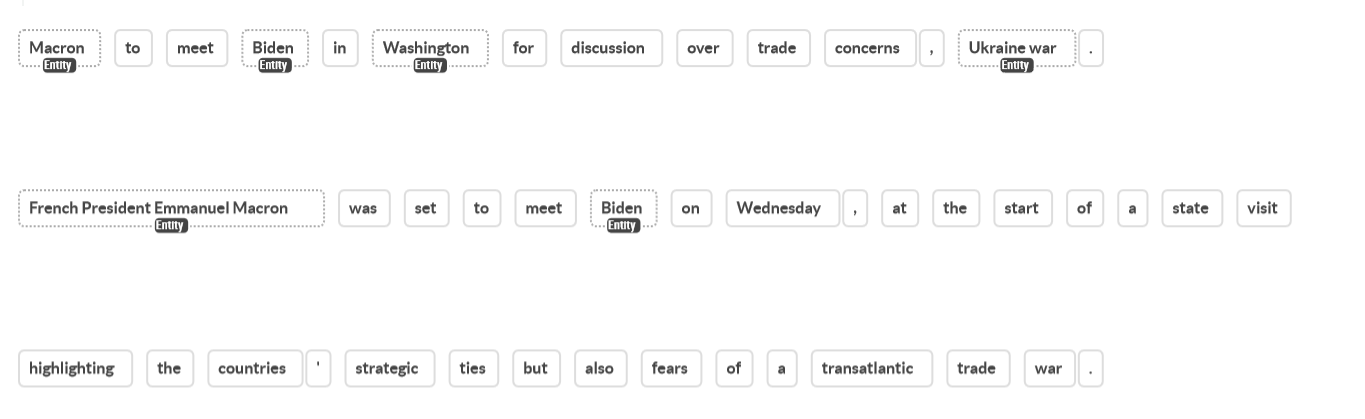 Macron to meet Biden in Washington for discussion over trade concerns , Ukraine war .
Entity Entity Entity Entity
French President Emmanuel Macron was set to meet Biden on Wednesday , at the start of a state visit
Entity Entity
highlighting the countries ' strategic ties but also fears of a transatlantic trade war .